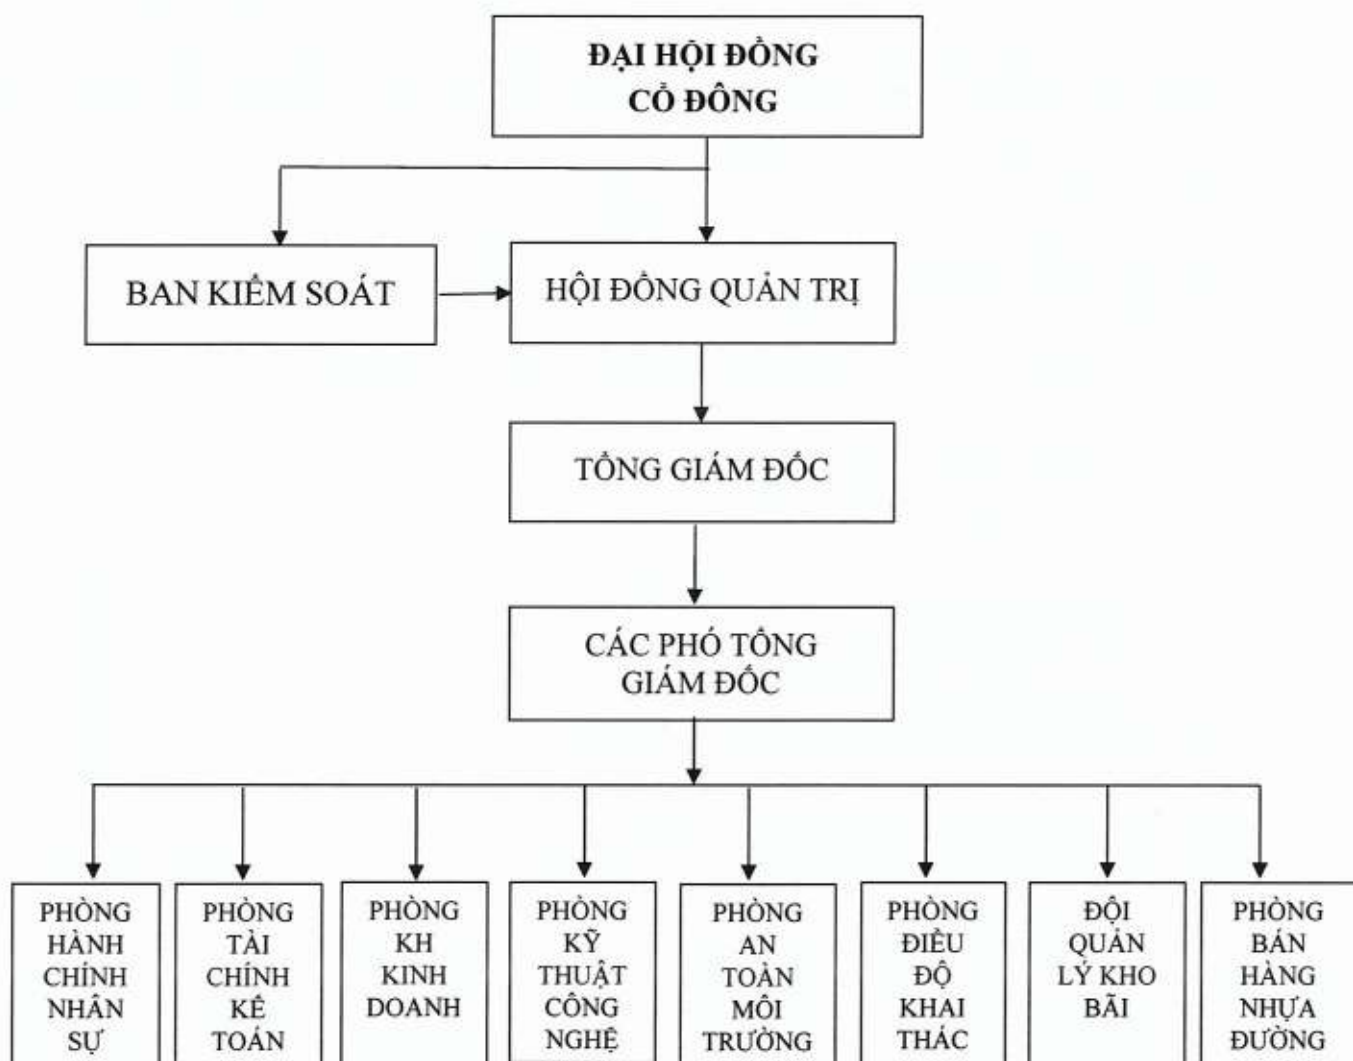 ĐẠI HỘI ĐỒNG
CỔ ĐÔNG
BAN KIỂM SOÁT
HỘI ĐỒNG QUẢN TRỊ
TỔNG GIÁM ĐỐC
CÁC PHÓ TỔNG
GIÁM ĐỐC
PHÒNG
HÀNH
CHÍNH
NHÂN
SỰ
PHÒNG
TÀI
CHÍNH
KẾ
TOÁN
PHÒNG
KH
KINH
DOANH
PHÒNG
KỸ
THUẬT
CÔNG
NGHỆ
PHÒNG
AN
TOÀN
MÔI
TRƯỜNG
PHÒNG
ĐIỀU
ĐỘ
KHAI
THÁC
ĐỘI
QUẢN
LÝ KHO
BÃI
PHÒNG
BÁN
HÀNG
NHỰA
ĐƯỜNG